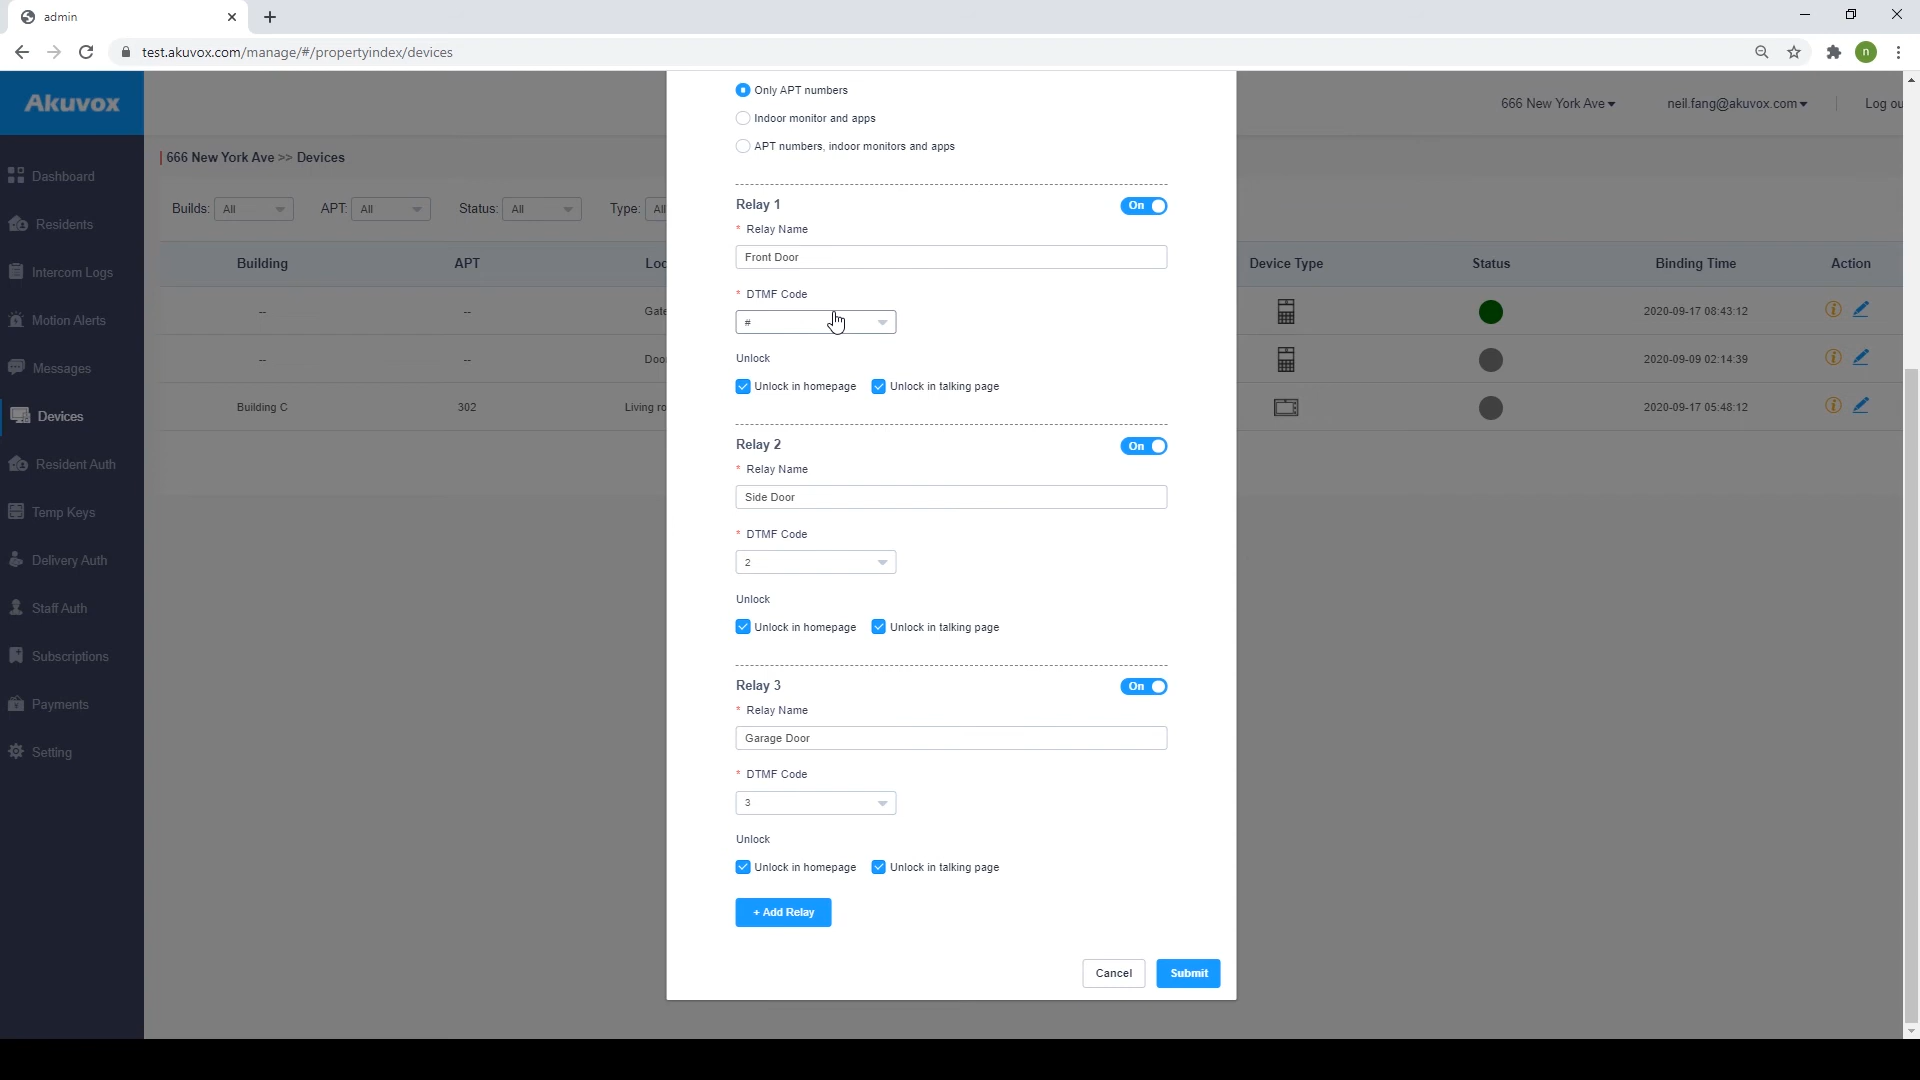 admin
test.akuvox.com/manage/#/propertyindex/devices
n
Akuvox
666 New York Ave
neil.fang@akuvox.com
Log ou
Dashboard
Residents
Intercom Logs
Motion Alerts
Messages
Devices
Resident Auth
Temp Keys
Delivery Auth
Staff Auth
Subscriptions
Payments
Setting
666 New York Ave >> Devices
Builds: All APT: All Status: All Type: All
Building APT Loc Device Type Status Binding Time Action
-- -- Gate 2020-09-17 08:43:12
-- -- Doo 2020-09-09 02:14:39
Building C 302 Living ro 2020-09-17 05:48:12
Only APT numbers
Indoor monitor and apps
APT numbers, indoor monitors and apps
Relay 1 On
* Relay Name
Front Door
* DTMF Code
#
Unlock
Unlock in homepage Unlock in talking page
Relay 2 On
* Relay Name
Side Door
* DTMF Code
2
Unlock
Unlock in homepage Unlock in talking page
Relay 3 On
* Relay Name
Garage Door
* DTMF Code
3
Unlock
Unlock in homepage Unlock in talking page
+ Add Relay
Cancel Submit